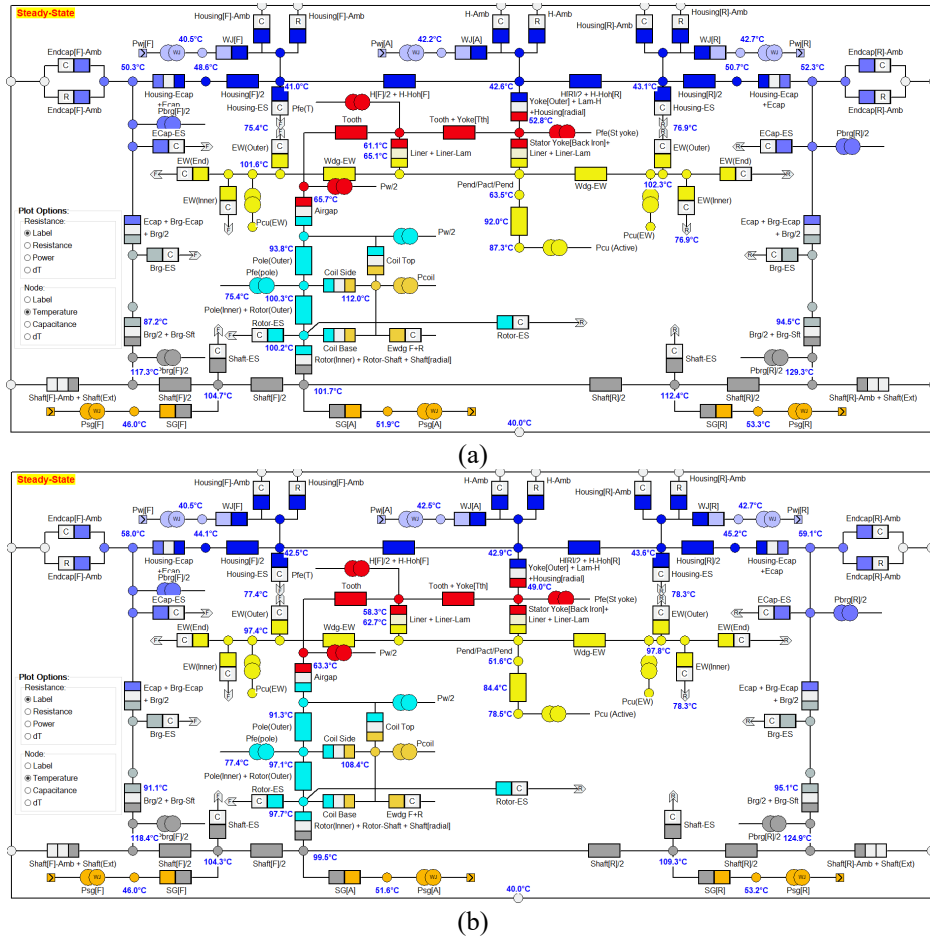 Steady-State
Housing[F]-Amb
Housing[F]-Amb
H-Amb
H-Amb
Housing[R]-Amb
Housing[R]-Amb
C
R
C
R
C
R
Endcap[F]-Amb
Pwj[F]
40.5°C
WJ[F]
Pwj[A]
42.2°C
WJ[A]
WJ[R]
42.7°C
Pwj[R]
Endcap[R]-Amb
WJ
WJ
WJ
C
50.3°C
48.6°C
50.7°C
52.3°C
C
R
Endcap[F]-Amb
Housing-Ecap
+Ecap
Housing[F]/2
41.0°C
H[F]/2 + H-Hoh[F]
42.6°C
H[R]/2 + H-Hoh[R]
43.1°C
Housing[R]/2
Housing-Ecap
+Ecap
R
Endcap[R]-Amb
Pbrg[F]/2
Housing-ES
Pfe(T)
Yoke[Outer] + Lam-H
+Housing[radial]
52.8°C
Housing-ES
ECap-ES
C
75.4°C
Tooth
Tooth + Yoke[Tth]
Pfe(St yoke)
76.9°C
ECap-ES
C
Pbrg[R]/2
EW(Outer)
61.1°C
65.1°C
Liner + Liner-Lam
Stator Yoke[Back Iron]+
Liner + Liner-Lam
EW(Outer)
EW(End)
101.6°C
Wdg-EW
Wdg-EW
102.3°C
EW(End)
EW(Inner)
Pcu(EW)
65.7°C
Pw/2
Pend/Pact/Pend
63.5°C
Pcu(EW)
EW(Inner)
76.9°C
Airgap
Plot Options:
Resistance:
Label
Resistance
Power
dT
Node:
Label
Temperature
Capacitance
dT
Ecap + Brg-Ecap
+ Brg/2
Brg-ES
93.8°C
Pw/2
92.0°C
87.3°C
Pcu (Active)
Ecap + Brg-Ecap
+ Brg/2
Brg-ES
Pole(Outer)
Coil Top
Pfe(pole)
75.4°C
100.3°C
Coil Side
112.0°C
Pcoil
Pole(Inner) + Rotor(Outer)
87.2°C
Brg/2 + Brg-Sft
Rotor-ES
100.2°C
Coil Base
Ewdg F+R
Rotor-ES
94.5°C
Brg/2 + Brg-Sft
Shaft-ES
Rotor(Inner) + Rotor-Shaft + Shaft[radial]
Shaft-ES
117.3°C
Pbrg[F]/2
Pbrg[R]/2
129.3°C
Shaft[F]-Amb + Shaft(Ext)
Shaft[F]/2
104.7°C
Shaft[F]/2
101.7°C
Shaft[R]/2
112.4°C
Shaft[R]/2
Shaft[R]-Amb + Shaft(Ext)
Psg[F]
46.0°C
SG[F]
SG[A]
51.9°C
Psg[A]
40.0°C
SG[R]
53.3°C
Psg[R]
(a)
Steady-State
Housing[F]-Amb
Housing[F]-Amb
H-Amb
H-Amb
Housing[R]-Amb
Housing[R]-Amb
C
R
C
R
C
R
Endcap[F]-Amb
Pwj[F]
40.5°C
WJ[F]
Pwj[A]
42.5°C
WJ[A]
WJ[R]
42.7°C
Pwj[R]
Endcap[R]-Amb
WJ
WJ
WJ
C
58.0°C
44.1°C
45.2°C
59.1°C
C
R
Endcap[F]-Amb
Housing-Ecap
+Ecap
Housing[F]/2
42.5°C
H[F]/2 + H-Hoh[F]
42.9°C
H[R]/2 + H-Hoh[R]
43.6°C
Housing[R]/2
Housing-Ecap
+Ecap
R
Endcap[R]-Amb
Pbrg[F]/2
Housing-ES
Pfe(T)
Yoke[Outer] + Lam-H
+Housing[radial]
49.0°C
Housing-ES
ECap-ES
C
77.4°C
Tooth
Tooth + Yoke[Tth]
Pfe(St yoke)
78.3°C
ECap-ES
C
Pbrg[R]/2
EW(Outer)
58.3°C
62.7°C
Liner + Liner-Lam
Stator Yoke[Back Iron]+
Liner + Liner-Lam
EW(Outer)
EW(End)
97.4°C
Wdg-EW
Wdg-EW
97.8°C
EW(End)
EW(Inner)
Pcu(EW)
63.3°C
Pw/2
Pend/Pact/Pend
51.6°C
Pcu(EW)
EW(Inner)
78.3°C
Airgap
Plot Options:
Resistance:
Label
Resistance
Power
dT
Node:
Label
Temperature
Capacitance
dT
Ecap + Brg-Ecap
+ Brg/2
Brg-ES
91.3°C
Pw/2
84.4°C
78.5°C
Pcu (Active)
Ecap + Brg-Ecap
+ Brg/2
Brg-ES
Pole(Outer)
Coil Top
Pfe(pole)
77.4°C
97.1°C
Coil Side
108.4°C
Pcoil
Pole(Inner) + Rotor(Outer)
91.1°C
Brg/2 + Brg-Sft
Rotor-ES
97.7°C
Coil Base
Ewdg F+R
Rotor-ES
95.1°C
Brg/2 + Brg-Sft
Shaft-ES
Rotor(Inner) + Rotor-Shaft + Shaft[radial]
Shaft-ES
118.4°C
Pbrg[F]/2
Pbrg[R]/2
124.9°C
Shaft[F]-Amb + Shaft(Ext)
Shaft[F]/2
104.3°C
Shaft[F]/2
99.5°C
Shaft[R]/2
109.3°C
Shaft[R]/2
Shaft[R]-Amb + Shaft(Ext)
Psg[F]
46.0°C
SG[F]
SG[A]
51.6°C
Psg[A]
40.0°C
SG[R]
53.2°C
Psg[R]
(b)